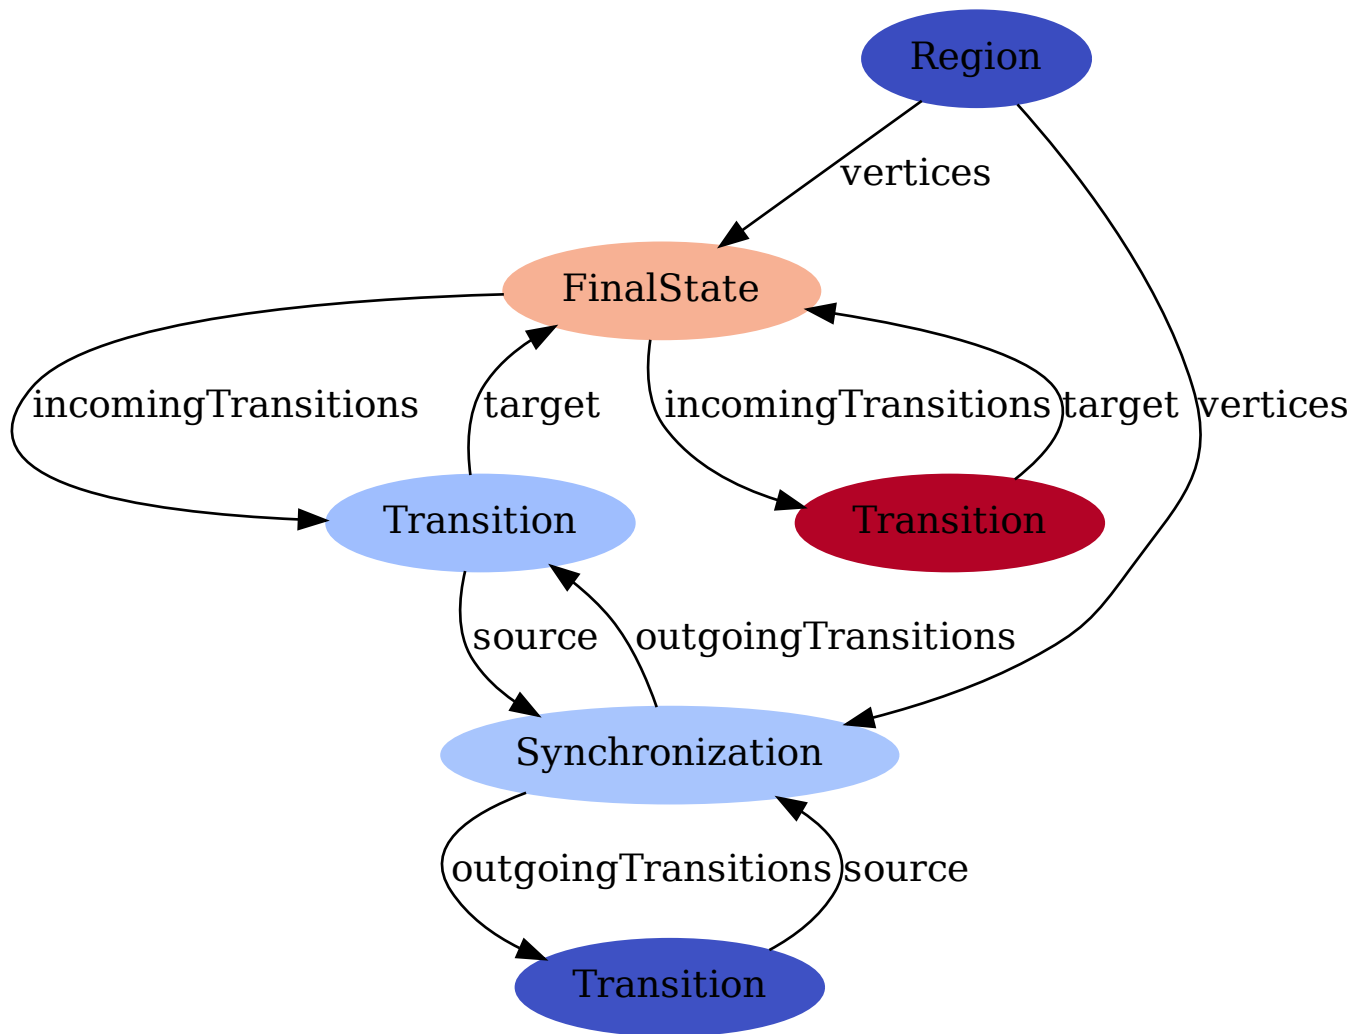 Region
vertices
FinalState
incomingTransitions
target
incomingTransitions
target
vertices
Transition
Transition
source
outgoingTransitions
Synchronization
outgoingTransitions
source
Transition